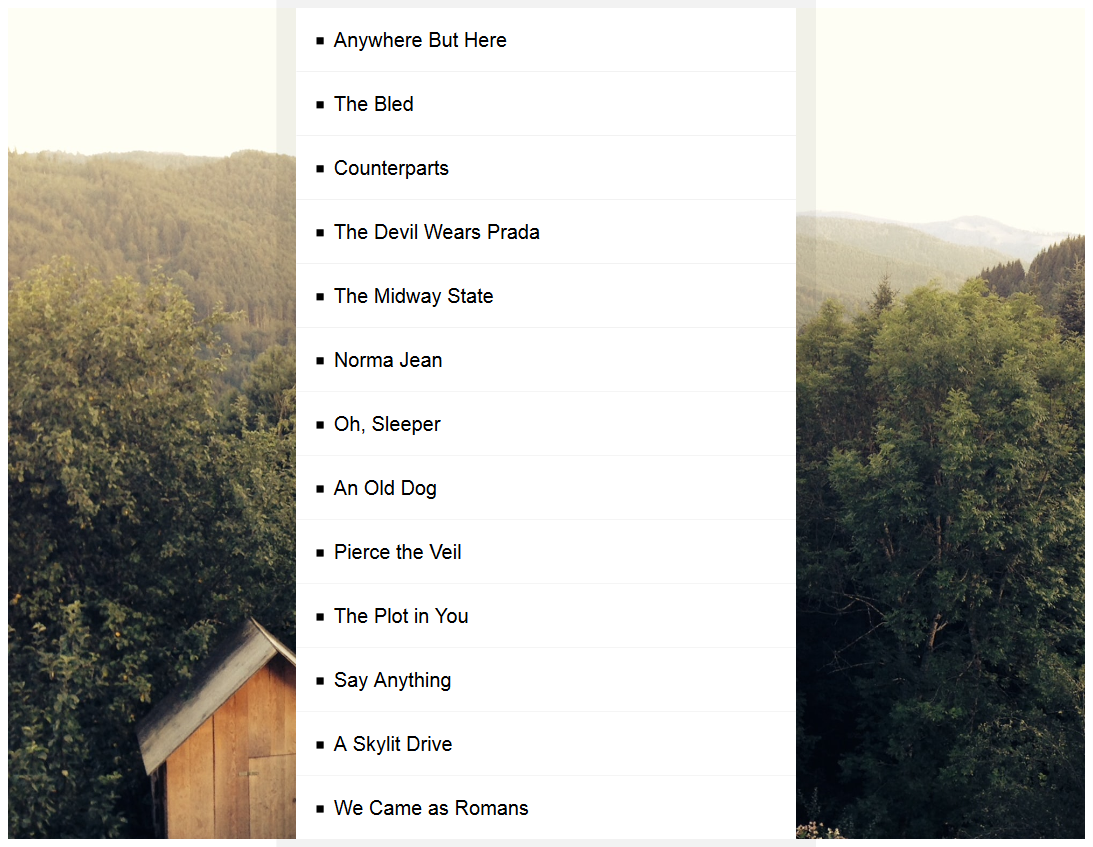 Anywhere But Here
The Bled
Counterparts
The Devil Wears Prada
The Midway State
Norma Jean
Oh, Sleeper
An Old Dog
Pierce the Veil
The Plot in You
Say Anything
A Skylit Drive
We Came as Romans